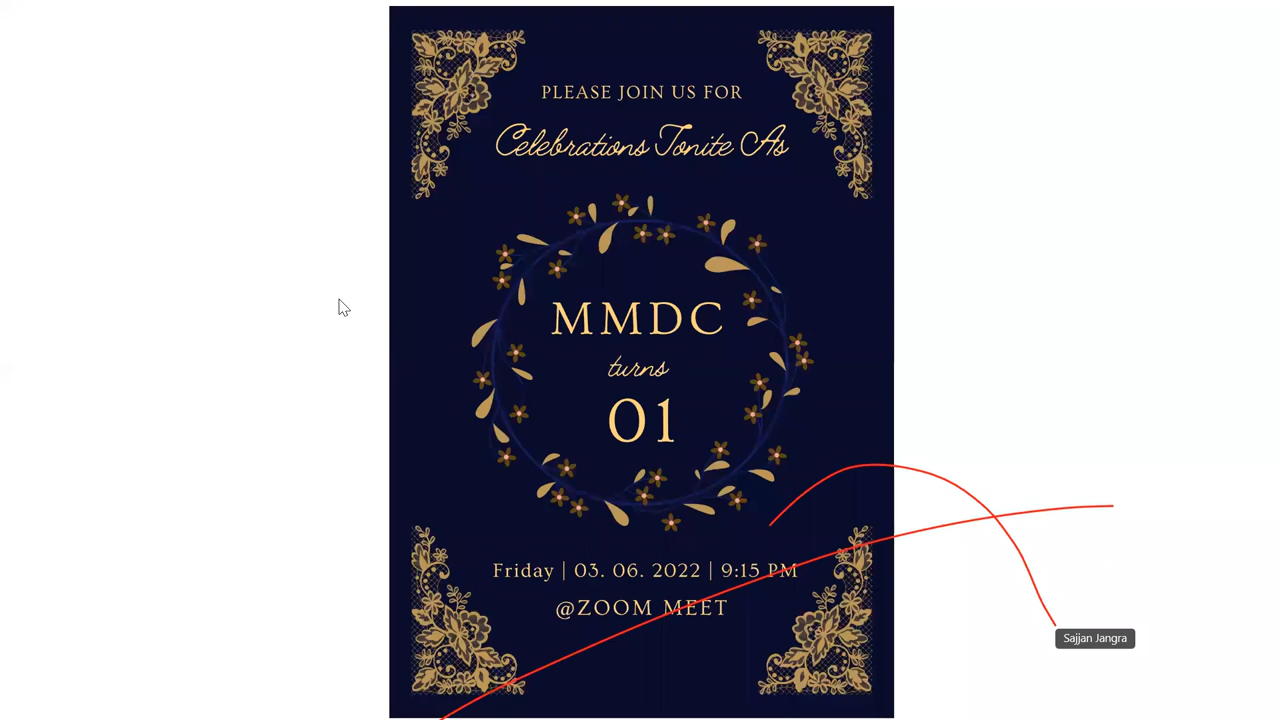 PLEASE JOIN US FOR
Celebrations Tonite As
MMDC
turns
01
Friday | 03. 06. 2022 | 9:15 PM
@ZOOM MEET
Sajjan Jangra